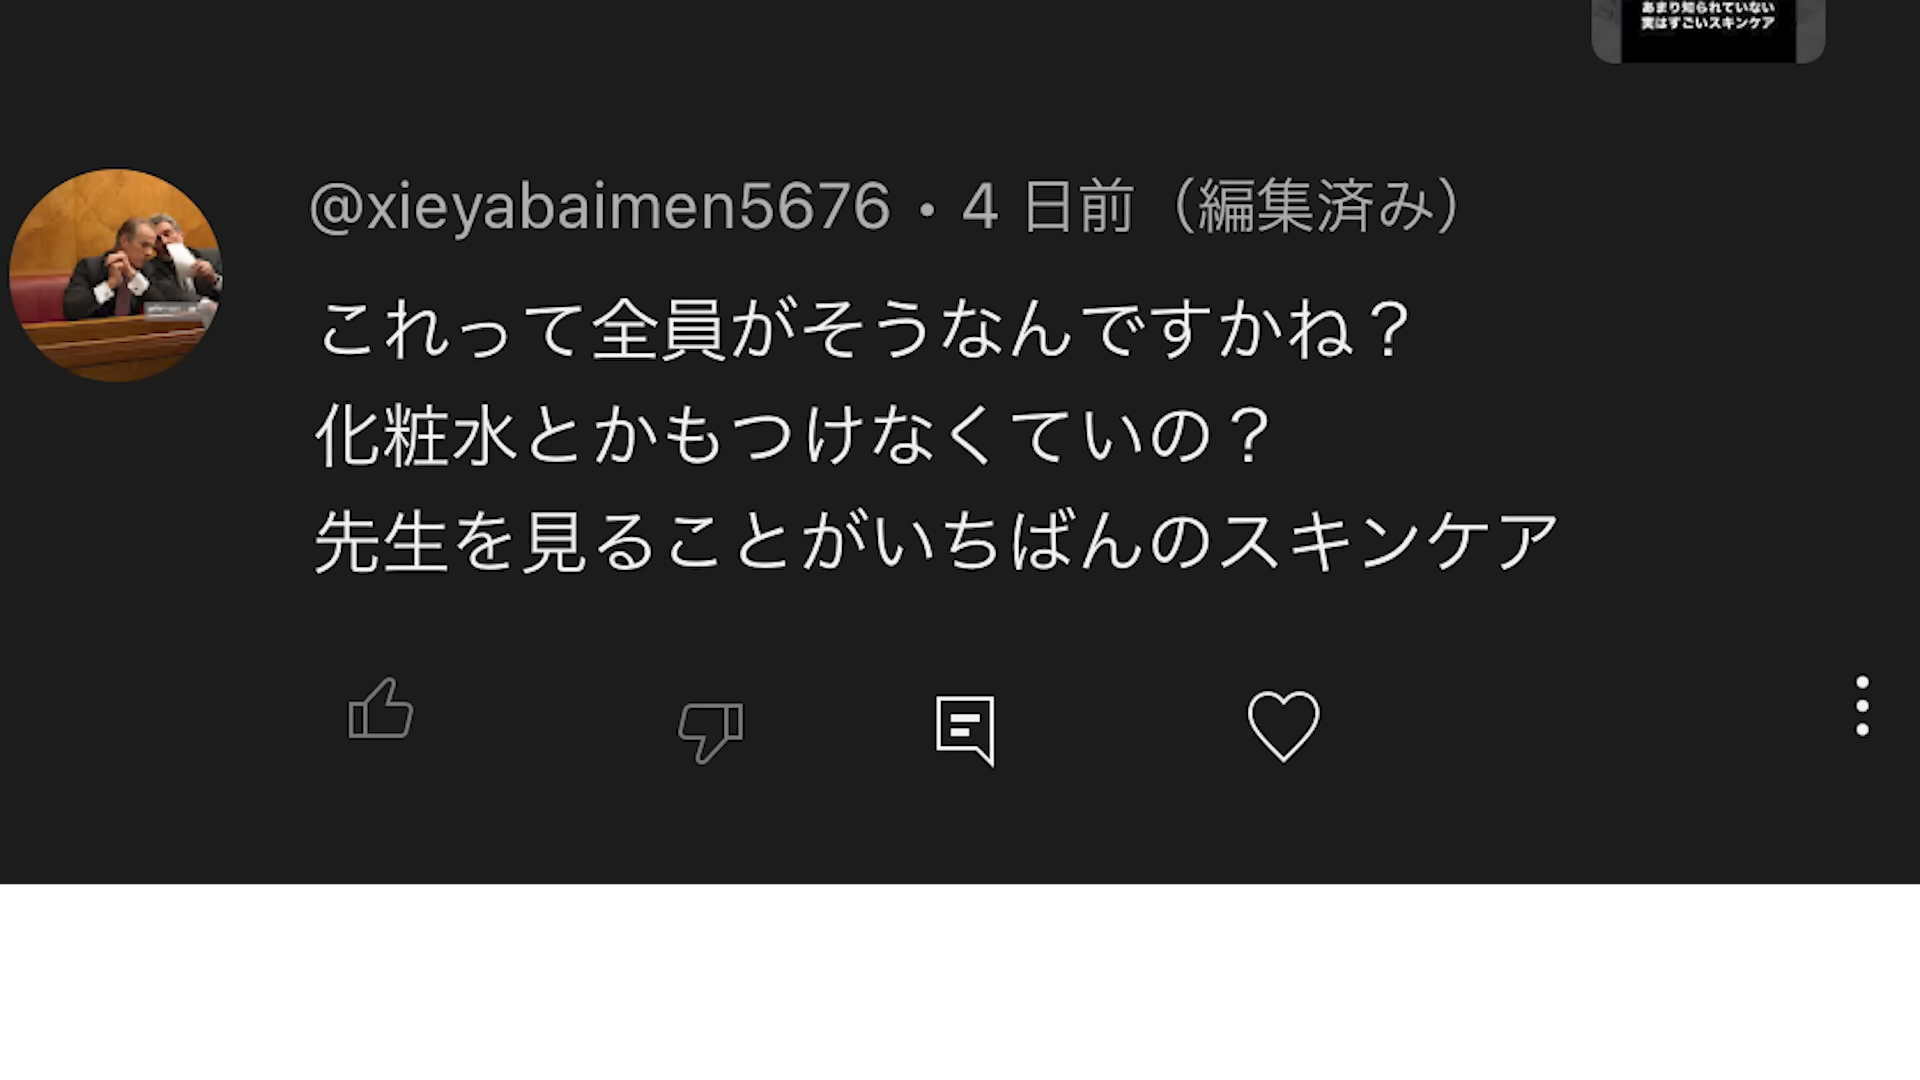 あまり知られていない
実はすごいスキンケア
@xieyabaimen5676・4 日前（編集済み）
これって全員がそうなんですかね？
化粧水とかもつけなくていの？
先生を見ることがいちばんのスキンケア